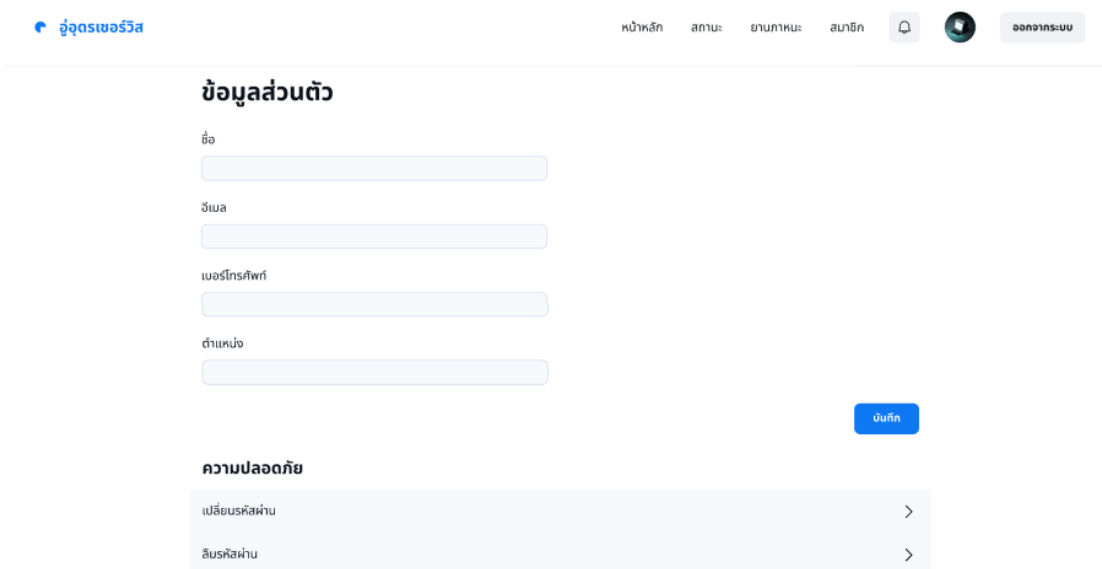 อู่อุดรเซอร์วิส
หน้าหลัก สถานะ ยานภาหนะ สมาชิก ออกจากระบบ
ข้อมูลส่วนตัว
ชื่อ
อีเมล
เบอร์โทรศัพท์
ตำแหน่ง
บันทึก
ความปลอดภัย
เปลี่ยนรหัสผ่าน
ลืมรหัสผ่าน